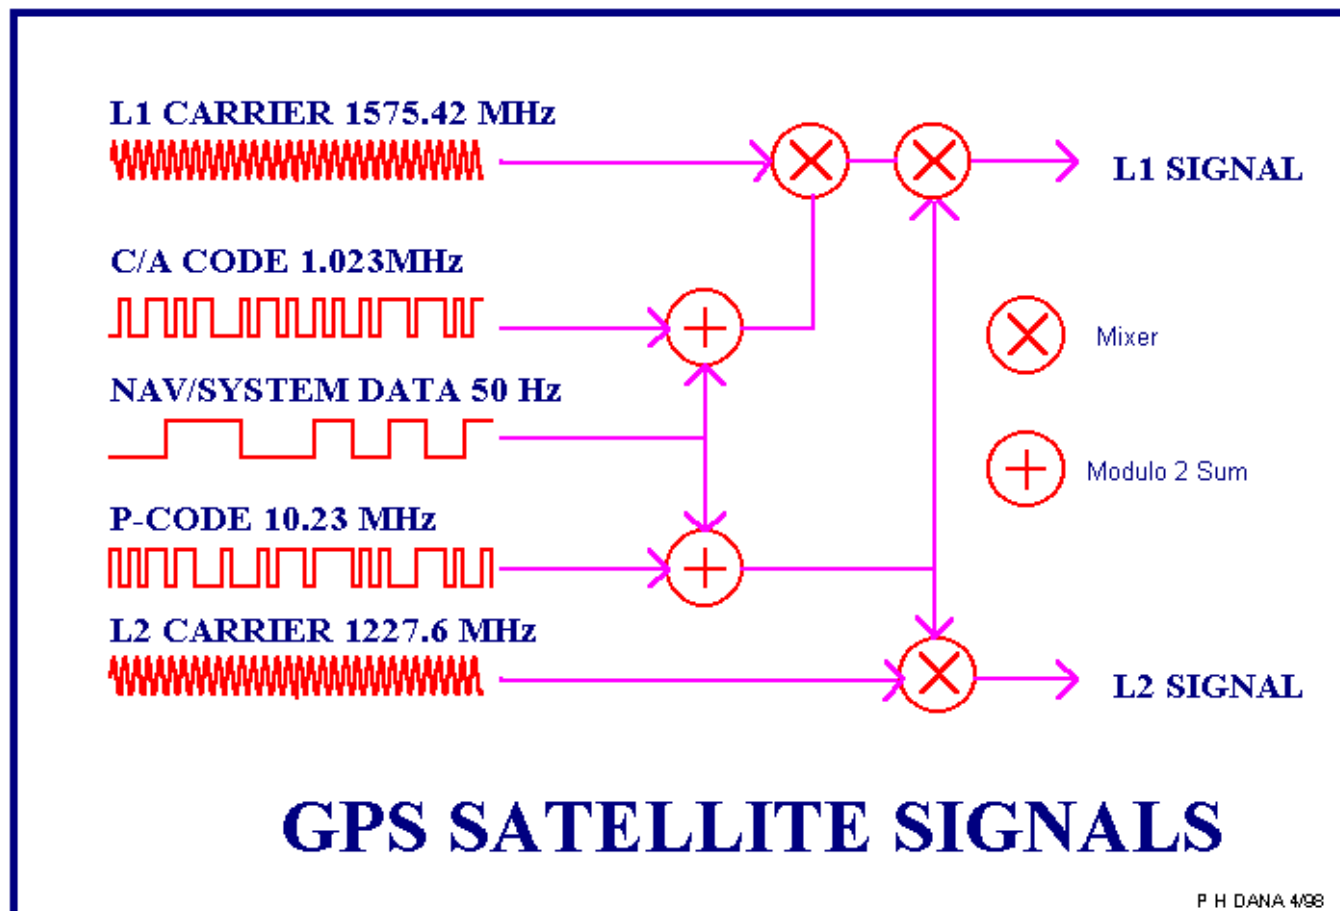 L1 CARRIER 1575.42 MHz
L1 SIGNAL
C/A CODE 1.023MHz
Mixer
NAV/SYSTEM DATA 50 Hz
Modulo 2 Sum
P-CODE 10.23 MHz
L2 CARRIER 1227.6 MHz
L2 SIGNAL
GPS SATELLITE SIGNALS
P H DANA 4/98